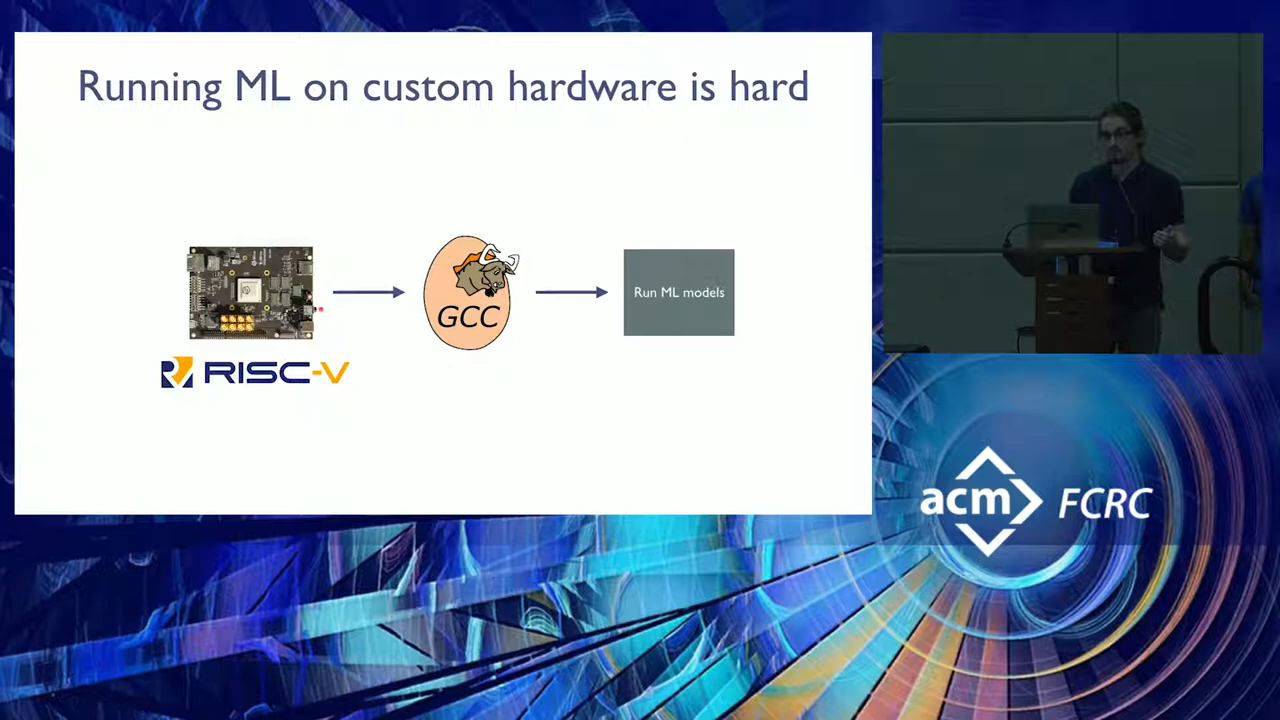 Running ML on custom hardware is hard
GCC
Run ML models
RISC-V
acm FCRC